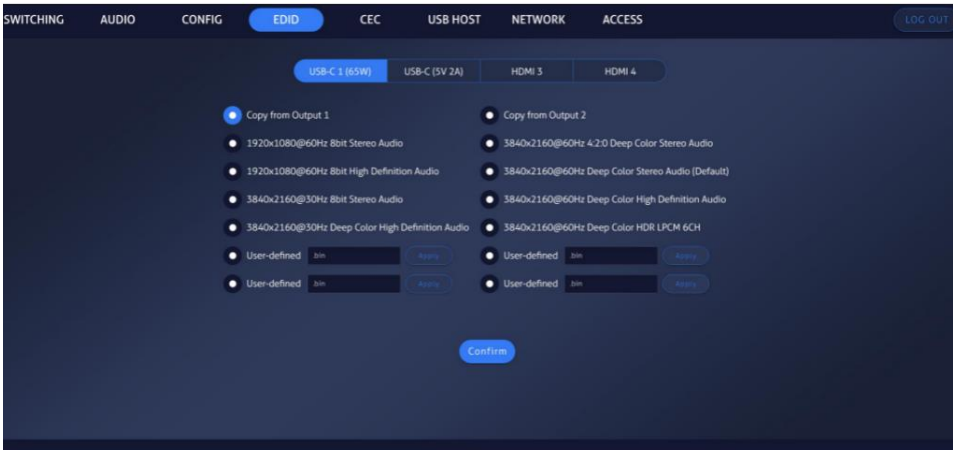 SWITCHING AUDIO CONFIG EDID CEC USB HOST NETWORK ACCESS LOG OUT
USB-C 1 (65W) USB-C (5V 2A) HDMI 3 HDMI 4
Copy from Output 1 Copy from Output 2
1920x1080@60Hz 8bit Stereo Audio 3840x2160@60Hz 4:2:0 Deep Color Stereo Audio
1920x1080@60Hz 8bit High Definition Audio 3840x2160@60Hz Deep Color Stereo Audio (Default)
3840x2160@30Hz 8bit Stereo Audio 3840x2160@60Hz Deep Color High Definition Audio
3840x2160@30Hz Deep Color High Definition Audio 3840x2160@60Hz Deep Color HDR LPCM 6CH
User-defined .bin Apply User-defined .bin Apply
User-defined .bin Apply User-defined .bin Apply
Confirm